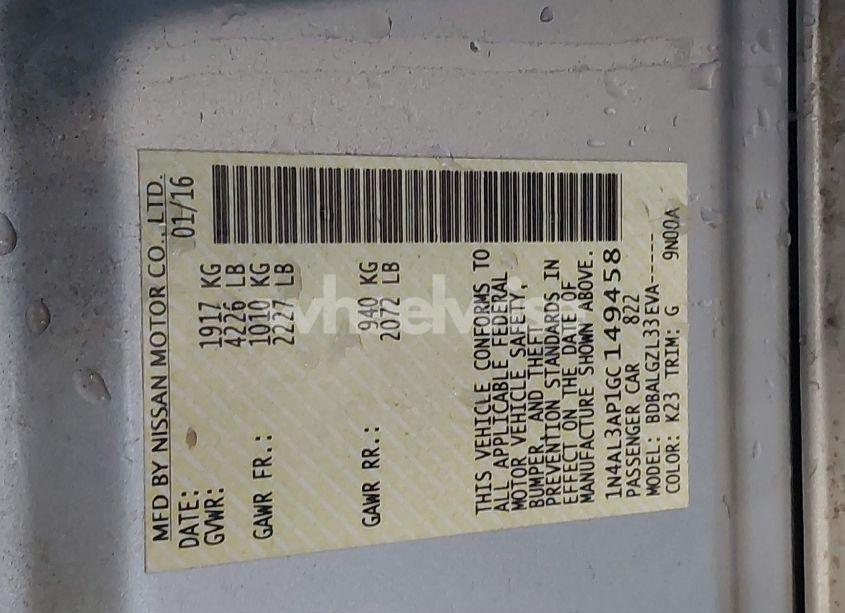 MFD BY NISSAN MOTOR CO., LTD.
DATE: 01/16
GVWR: 1917 KG
4226 LB
GAWR FR.: 1010 KG
2227 LB
GAWR RR.: 940 KG
2072 LB
THIS VEHICLE CONFORMS TO
ALL APPLICABLE FEDERAL
MOTOR VEHICLE SAFETY,
BUMPER, AND THEFT
PREVENTION STANDARDS IN
EFFECT ON THE DATE OF
MANUFACTURE SHOWN ABOVE.
1N4AL3AP1GC149458
PASSENGER CAR 822
MODEL: BDBALGZL33EVA-----
COLOR: K23 TRIM: G 9N00A